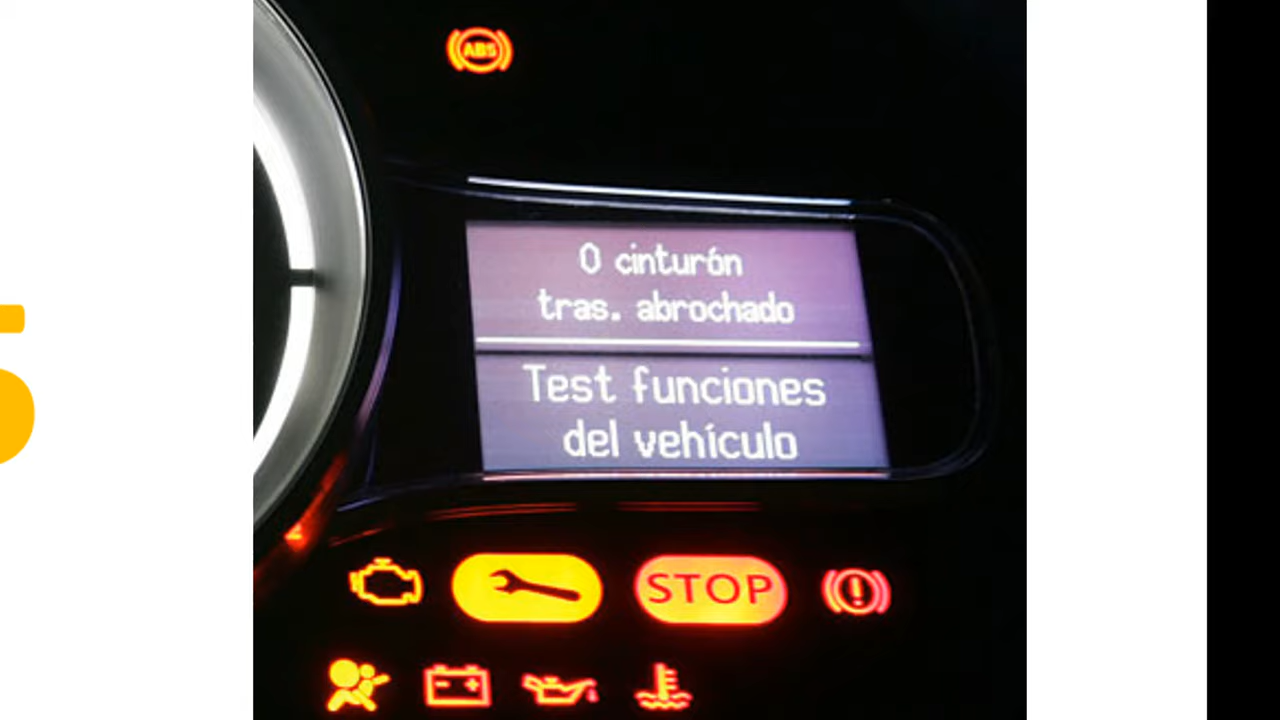 ABS
0 cinturón
tras. abrochado
Test funciones
del vehículo
STOP